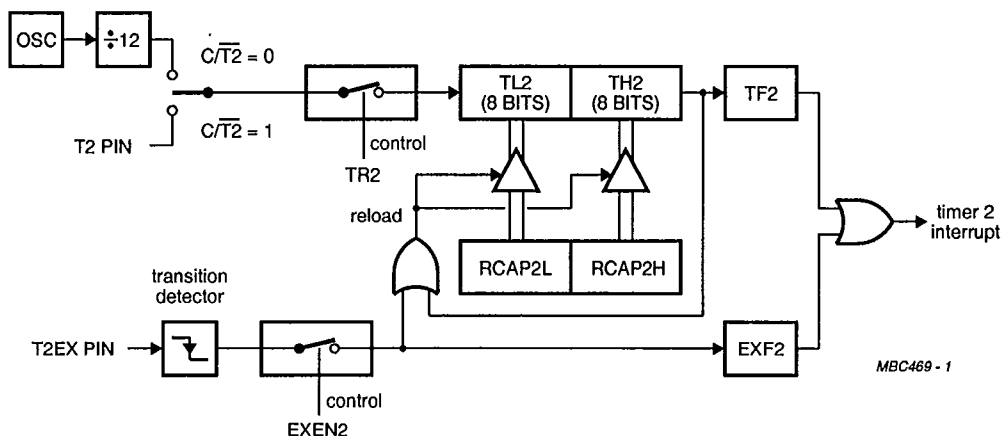 OSC
÷12
C/T2 = 0
C/T2 = 1
T2 PIN
control
TR2
TL2
(8 BITS)
TH2
(8 BITS)
TF2
reload
RCAP2L
RCAP2H
timer 2
interrupt
transition
detector
T2EX PIN
control
EXEN2
EXF2
MBC469 - 1